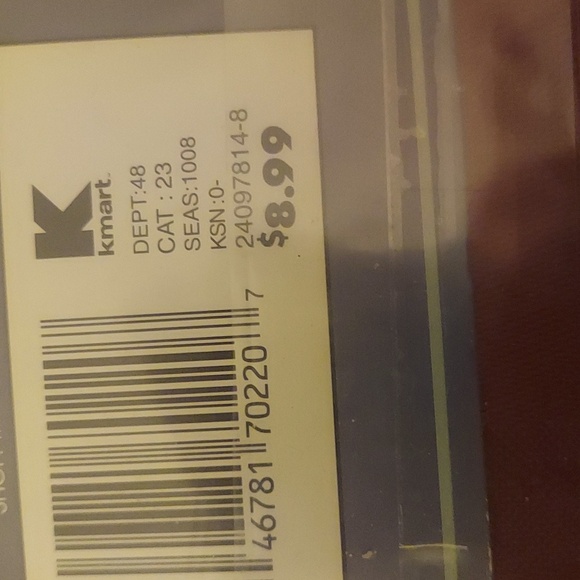 K
kmart
DEPT:48
CAT : 23
SEAS:1008
KSN:0-
24097814-8
$8.99
46781 70220 7